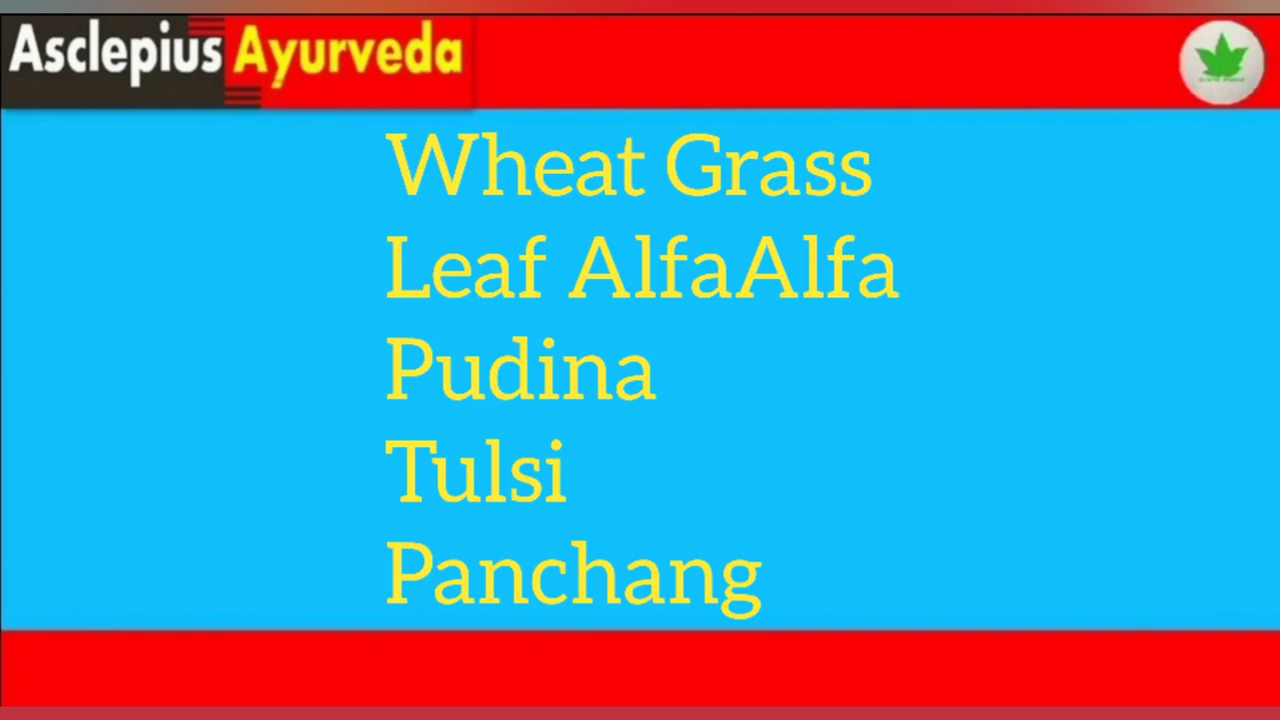 Asclepius Ayurveda
Wheat Grass
Leaf AlfaAlfa
Pudina
Tulsi
Panchang